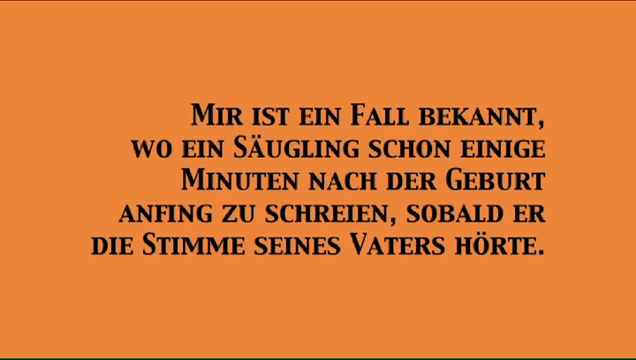 Mir ist ein Fall bekannt,
wo ein Säugling schon einige
Minuten nach der Geburt
anfing zu schreien, sobald er
die Stimme seines Vaters hörte.